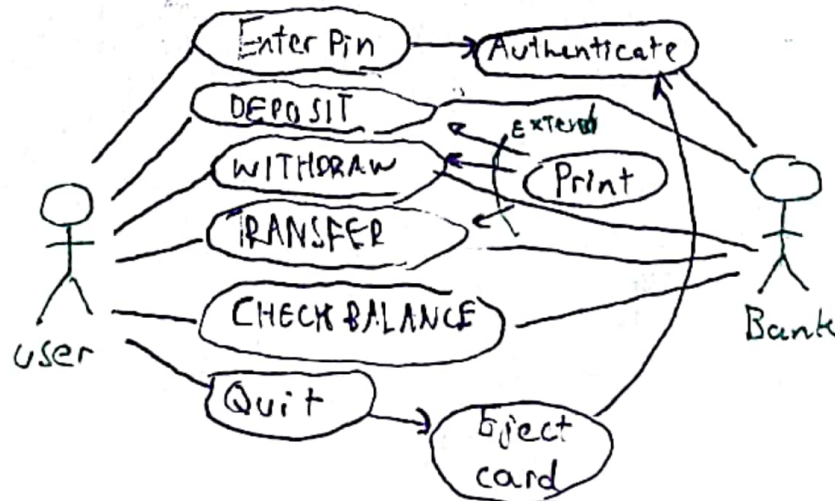 Enter Pin
Authenticate
DEPOSIT
Extend
WITHDRAW
Print
TRANSFER
CHECK BALANCE
Bank
user
Quit
Eject
card